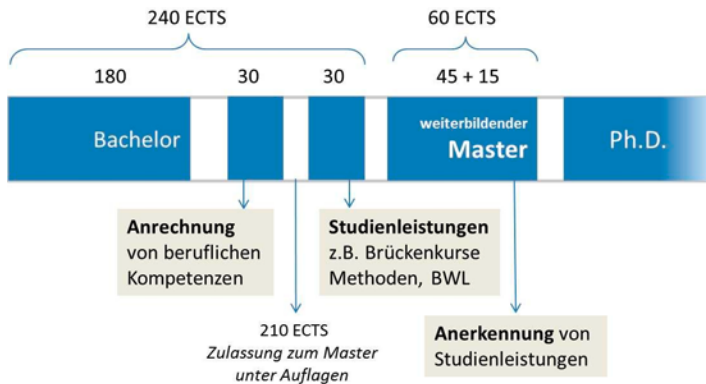 240 ECTS
60 ECTS
180
30
30
45 + 15
Bachelor
weiterbildender
Master
Ph.D.
Anrechnung
von beruflichen
Kompetenzen
Studienleistungen
z.B. Brückenkurse
Methoden, BWL
210 ECTS
Zulassung zum Master
unter Auflagen
Anerkennung von
Studienleistungen